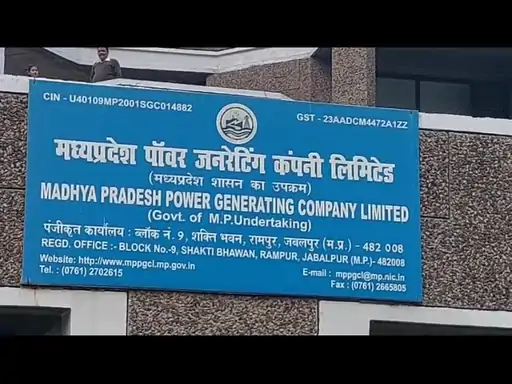 CIN - U40109MP2001SGC014882
GST - 23AADCM4472A1ZZ
मध्यप्रदेश पॉवर जनरेटिंग कंपनी लिमिटेड
(मध्यप्रदेश शासन का उपक्रम)
MADHYA PRADESH POWER GENERATING COMPANY LIMITED
(Govt. of M.P.Undertaking)
पंजीकृत कार्यालय : ब्लॉक नं. 9, शक्ति भवन, रामपुर, जबलपुर (म.प्र.) - 482 008
REGD. OFFICE :- BLOCK No.-9, SHAKTI BHAWAN, RAMPUR, JABALPUR (M.P.)- 482008
Website: http://www.mppgcl.mp.gov.in
E-mail : mppgcl@mp.nic.in
Tel. : (0761) 2702615
Fax : (0761) 2665805